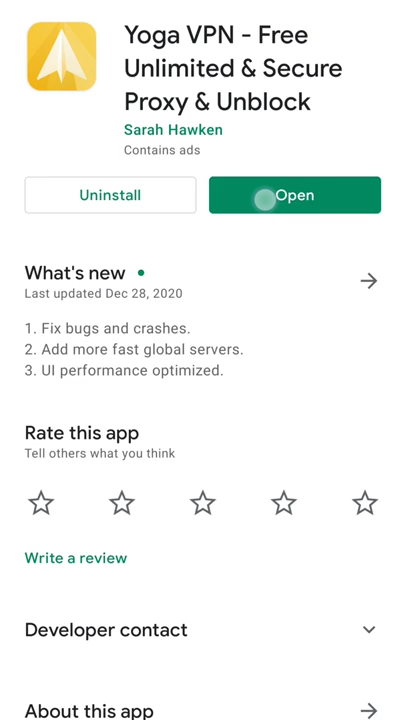 Yoga VPN - Free
Unlimited & Secure
Proxy & Unblock
Sarah Hawken
Contains ads
Uninstall
Open
What's new
Last updated Dec 28, 2020
1. Fix bugs and crashes.
2. Add more fast global servers.
3. UI performance optimized.
Rate this app
Tell others what you think
Write a review
Developer contact
About this app